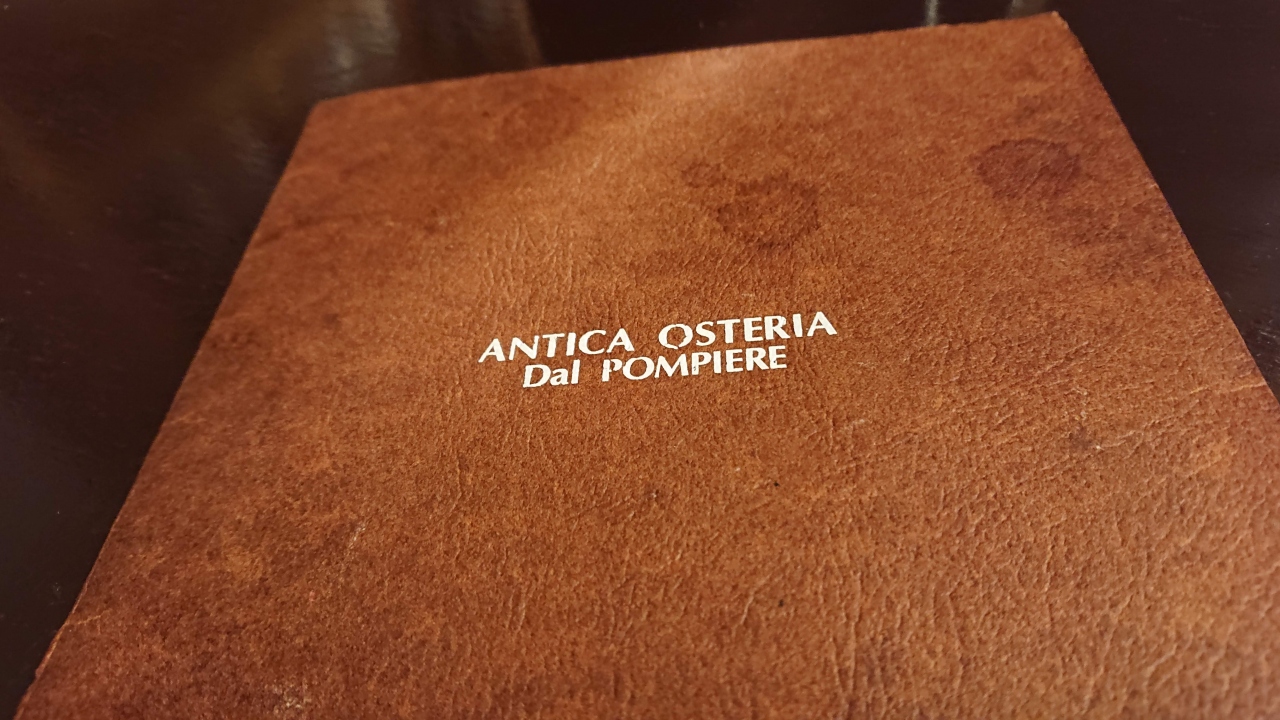 ANTICA OSTERIA
Dal POMPIERE